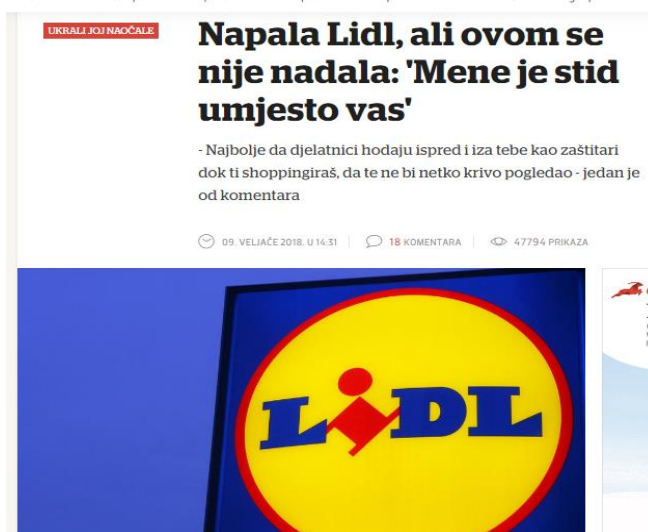 UKRALI JOJ NAOČALE
Napala Lidl, ali ovom se
nije nadala: 'Mene je stid
umjesto vas'
- Najbolje da djelatnici hodaju ispred i iza tebe kao zaštitari
dok ti shoppingiraš, da te ne bi netko krivo pogledao - jedan je
od komentara
09. VELJAČE 2018. U 14:31 18 KOMENTARA 47794 PRIKAZA
LIDL